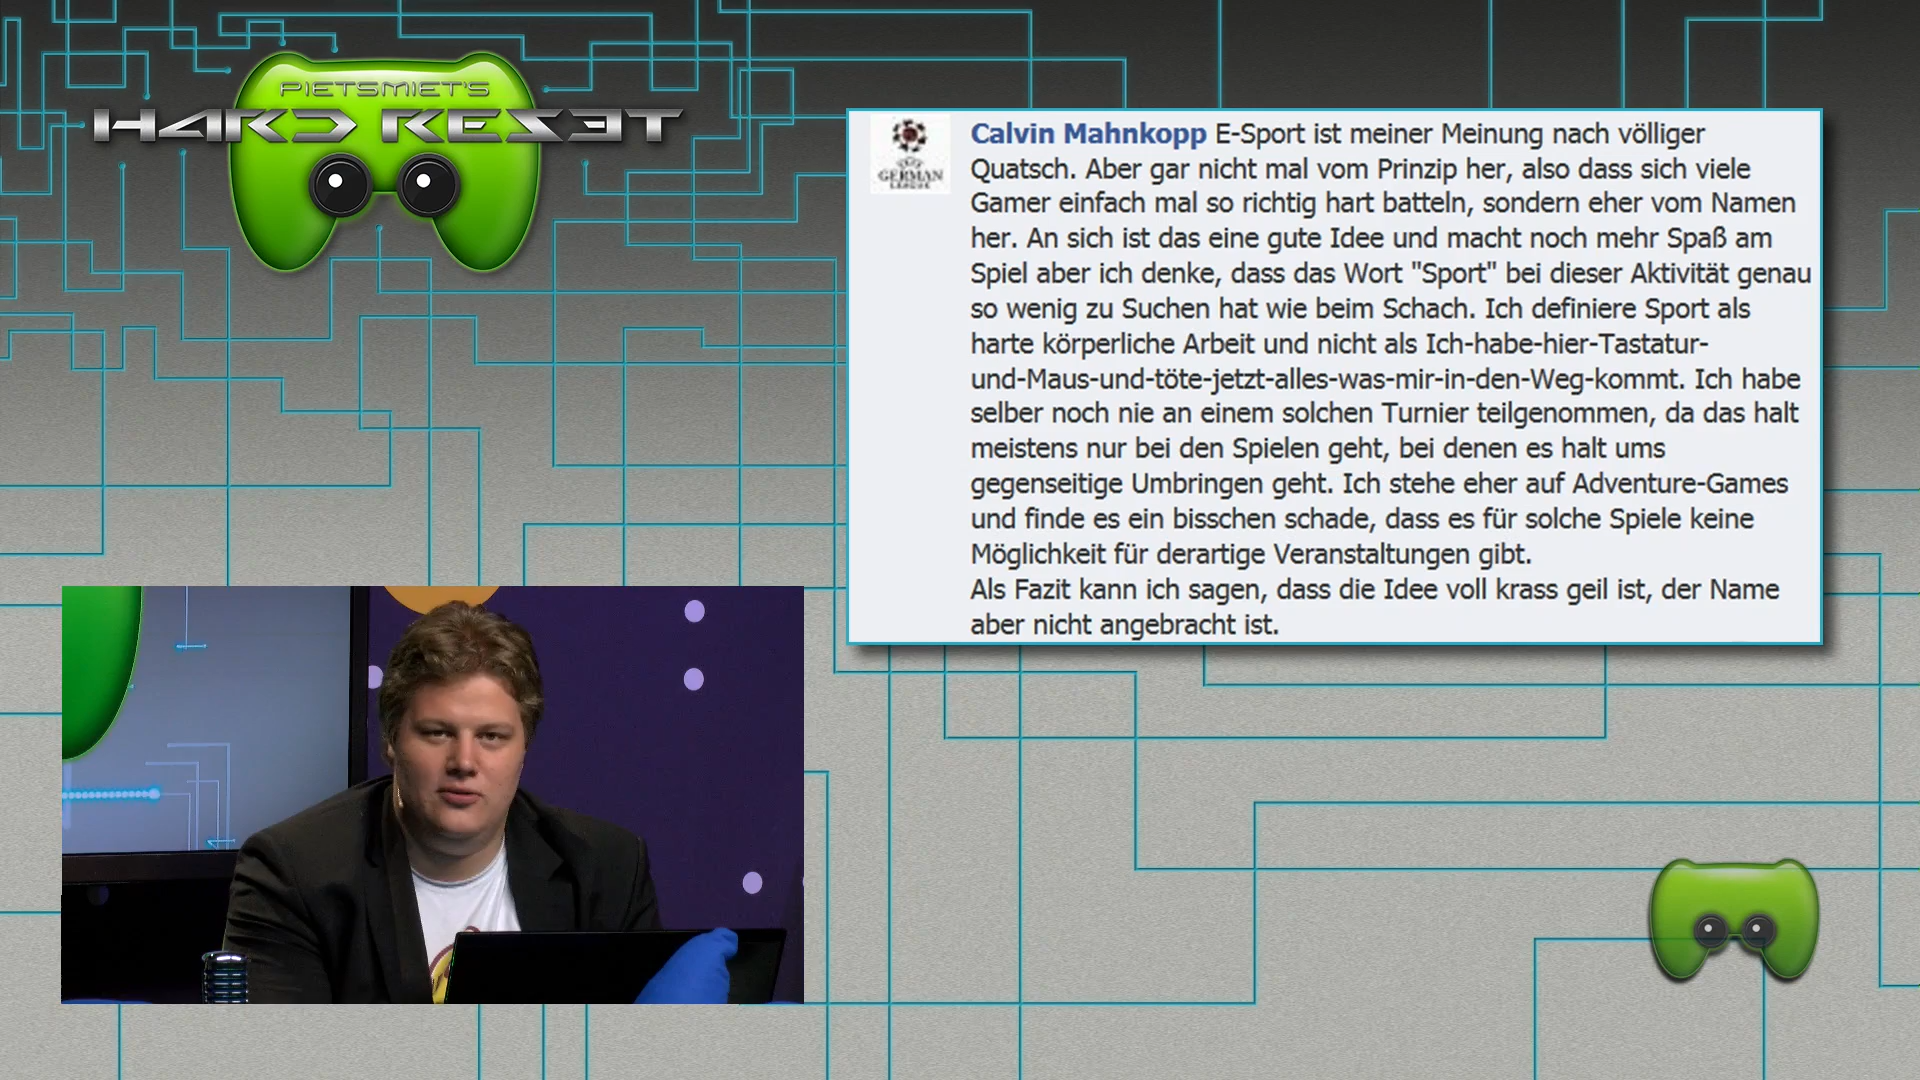 PIETSMIET'S
HARD RESET
GERMAN
Calvin Mahnkopp E-Sport ist meiner Meinung nach völliger
Quatsch. Aber gar nicht mal vom Prinzip her, also dass sich viele
Gamer einfach mal so richtig hart batteln, sondern eher vom Namen
her. An sich ist das eine gute Idee und macht noch mehr Spaß am
Spiel aber ich denke, dass das Wort "Sport" bei dieser Aktivität genau
so wenig zu Suchen hat wie beim Schach. Ich definiere Sport als
harte körperliche Arbeit und nicht als Ich-habe-hier-Tastatur-
und-Maus-und-töte-jetzt-alles-was-mir-in-den-Weg-kommt. Ich habe
selber noch nie an einem solchen Turnier teilgenommen, da das halt
meistens nur bei den Spielen geht, bei denen es halt ums
gegenseitige Umbringen geht. Ich stehe eher auf Adventure-Games
und finde es ein bisschen schade, dass es für solche Spiele keine
Möglichkeit für derartige Veranstaltungen gibt.
Als Fazit kann ich sagen, dass die Idee voll krass geil ist, der Name
aber nicht angebracht ist.